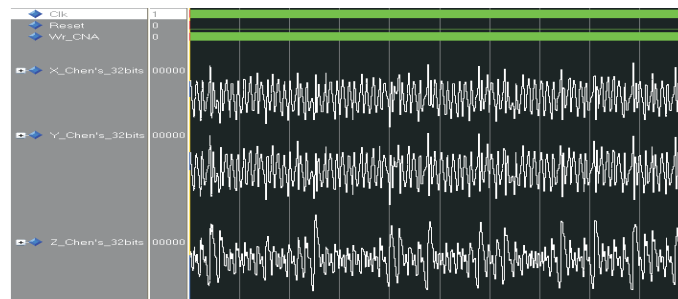 Clk 1
Reset 0
Wr_CNA 0
X_Chen's_32bits 00000
Y_Chen's_32bits 00000
Z_Chen's_32bits 00000